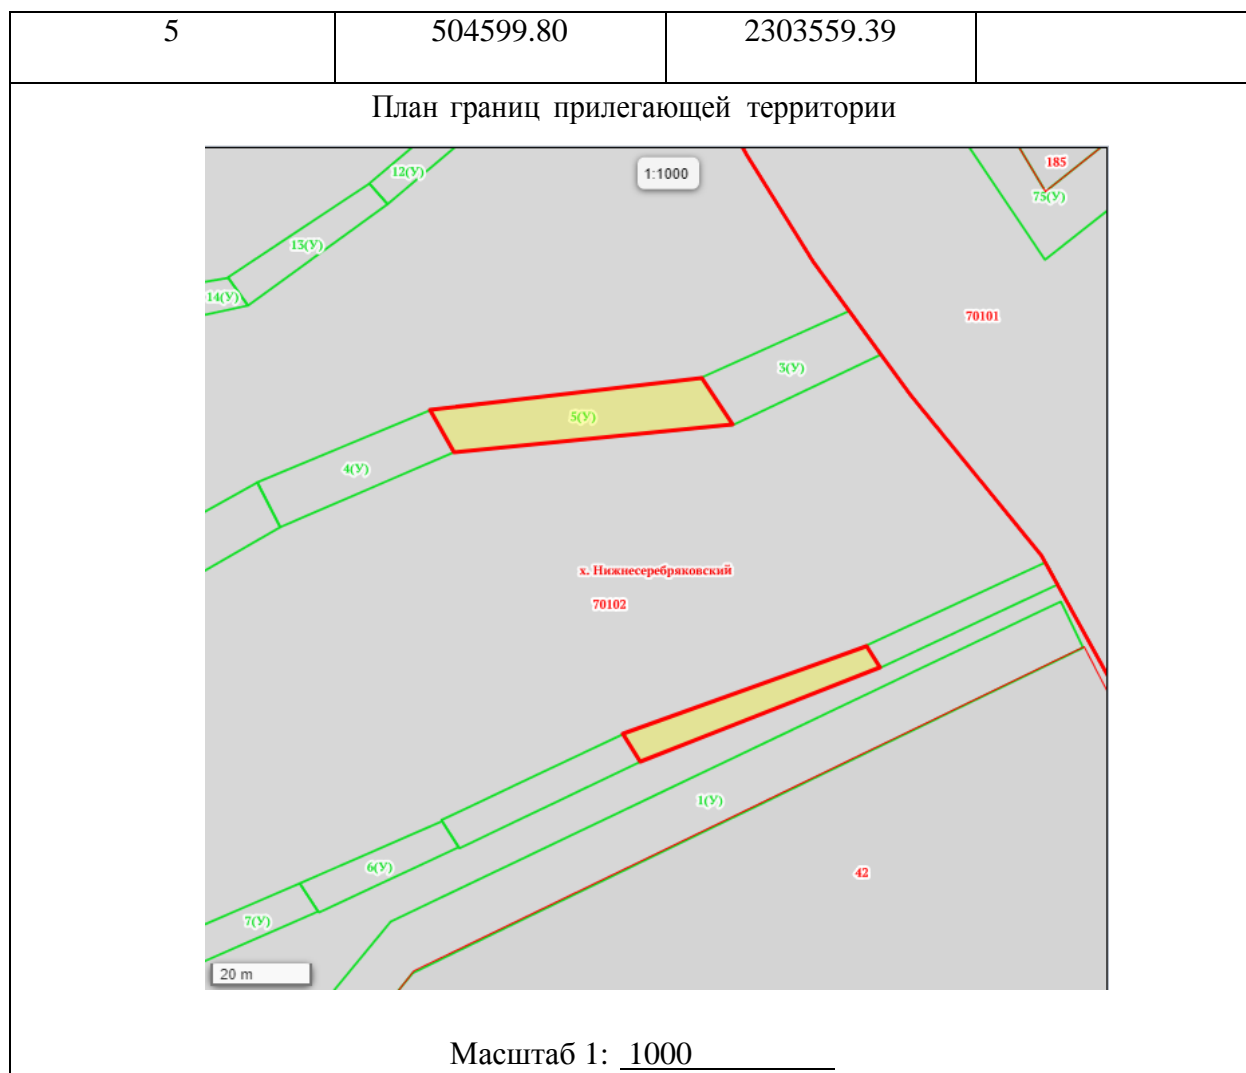 5 504599.80 2303559.39
План границ прилегающей территории
12(У)
1:1000
185
75(У)
13(У)
14(У)
70101
3(У)
5(У)
4(У)
х. Нижнесеребряковский
70102
1(У)
6(У)
42
7(У)
20 m
Масштаб 1: 1000